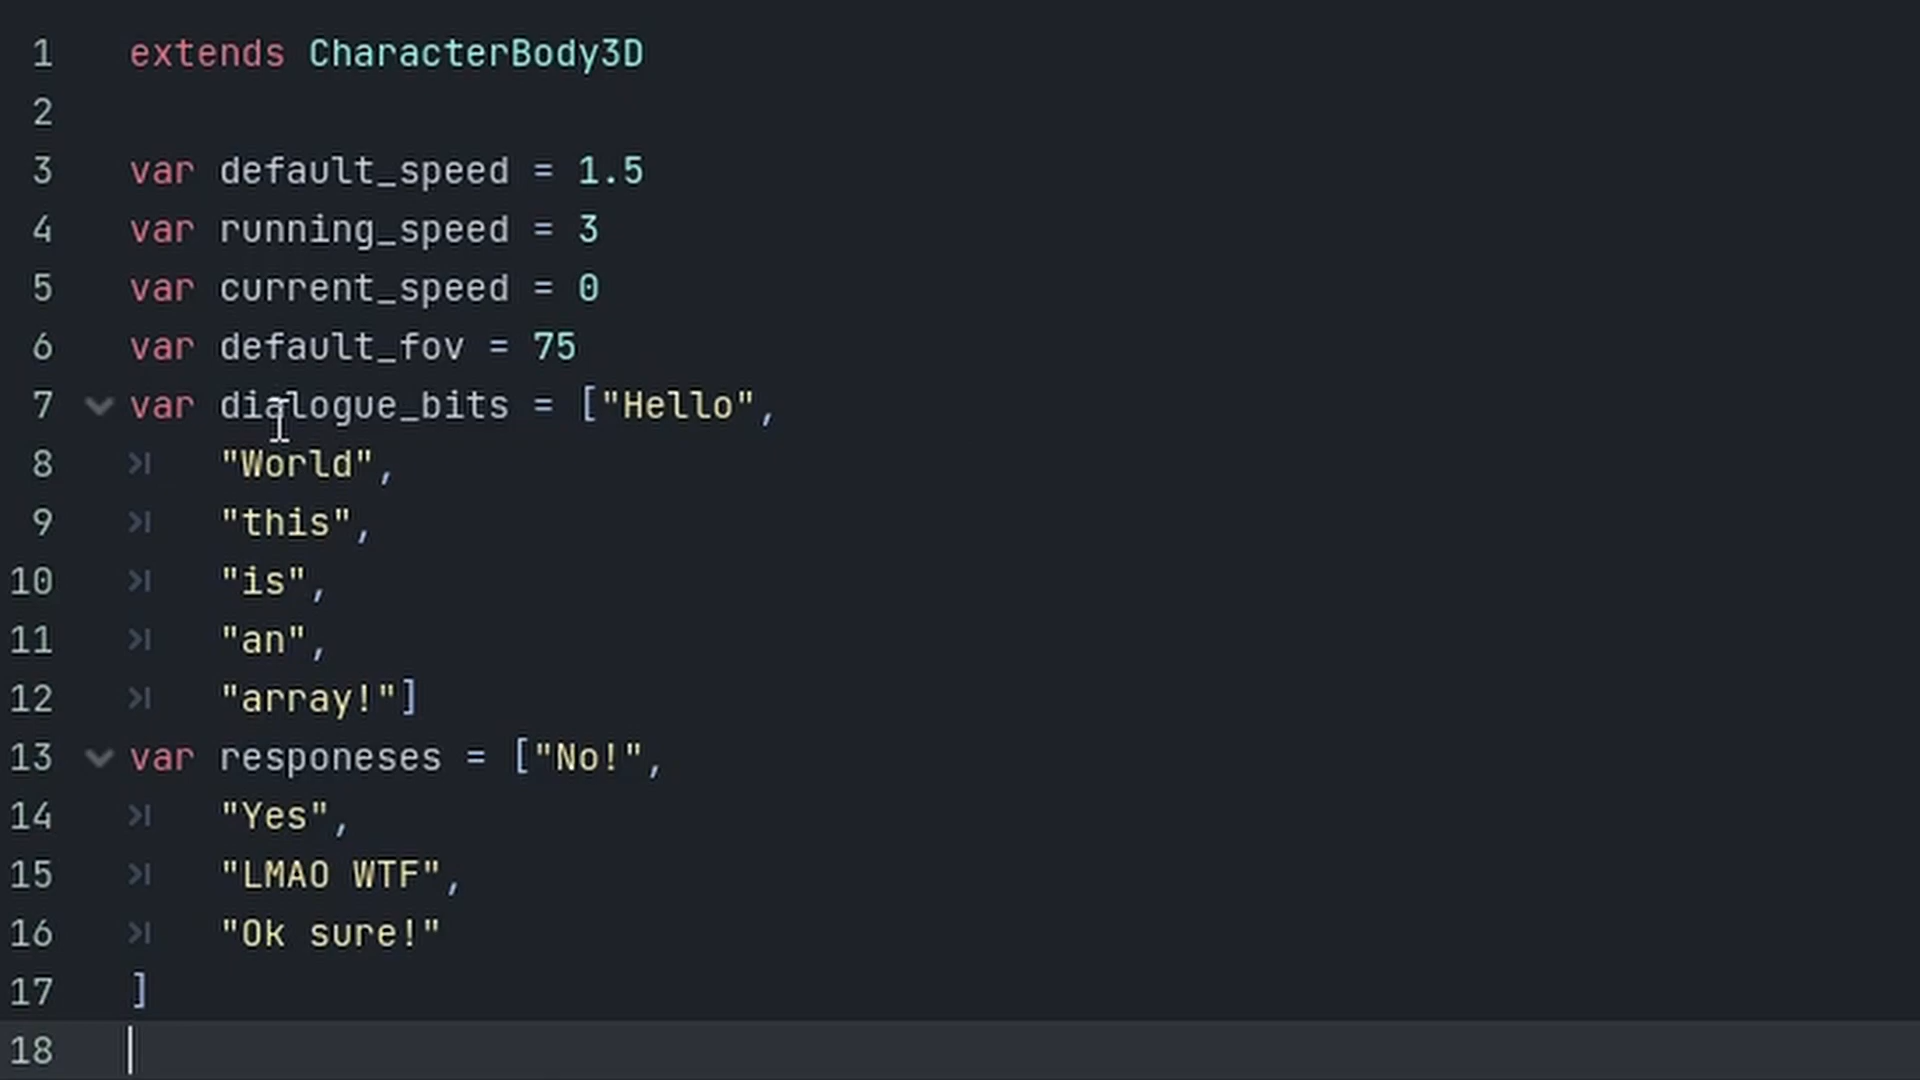 1 extends CharacterBody3D
2
3 var default_speed = 1.5
4 var running_speed = 3
5 var current_speed = 0
6 var default_fov = 75
7 var dialogue_bits = ["Hello",
8 "World",
9 "this",
10 "is",
11 "an",
12 "array!"]
13 var responeses = ["No!",
14 "Yes",
15 "LMAO WTF",
16 "Ok sure!"
17 ]
18